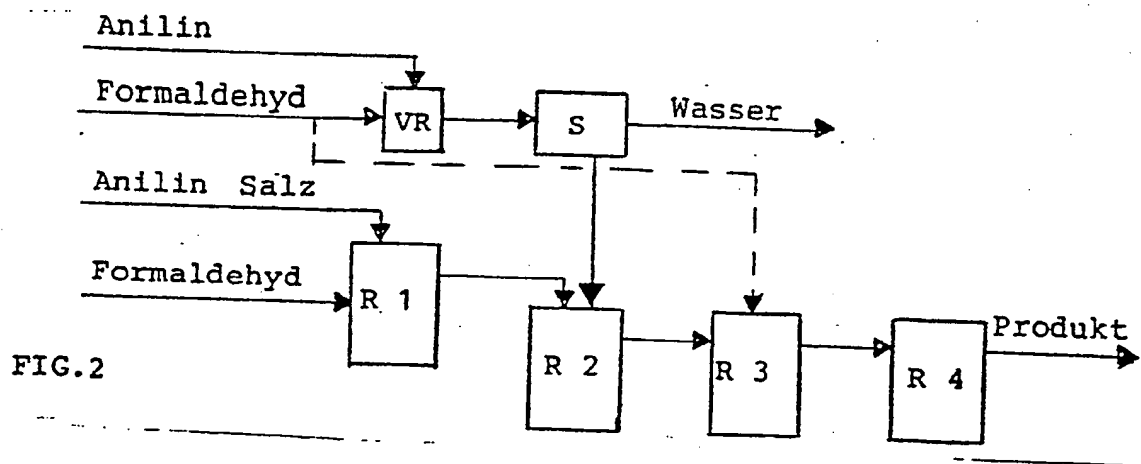 Anilin
Formaldehyd
VR
S
Wasser
Anilin Salz
Formaldehyd
R 1
R 2
R 3
R 4
Produkt
FIG.2